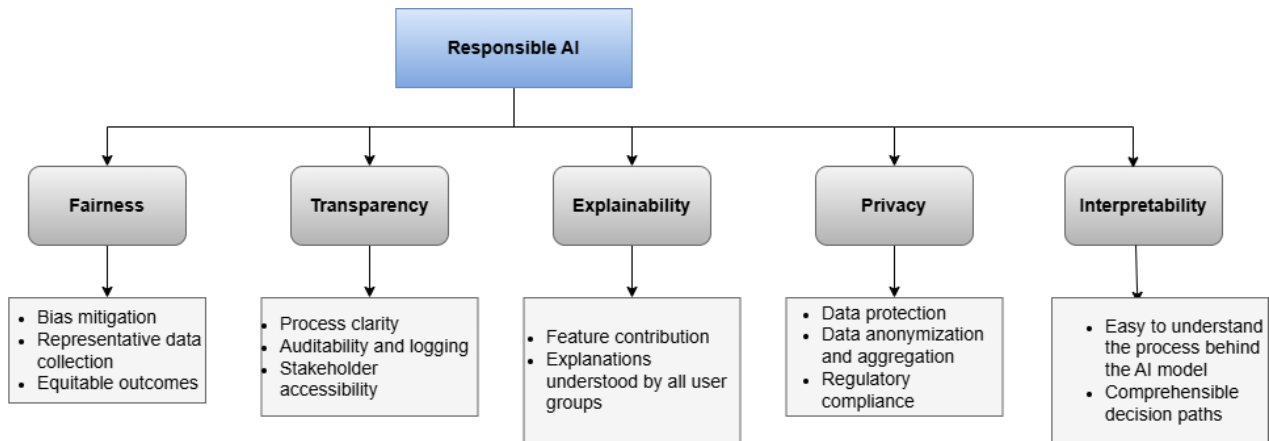 Responsible AI
Fairness
Transparency
Explainability
Privacy
Interpretability
• Bias mitigation
• Representative data
collection
• Equitable outcomes
• Process clarity
• Auditability and logging
• Stakeholder
accessibility
• Feature contribution
• Explanations
understood by all user
groups
• Data protection
• Data anonymization
and aggregation
• Regulatory
compliance
• Easy to understand
the process behind
the AI model
• Comprehensible
decision paths